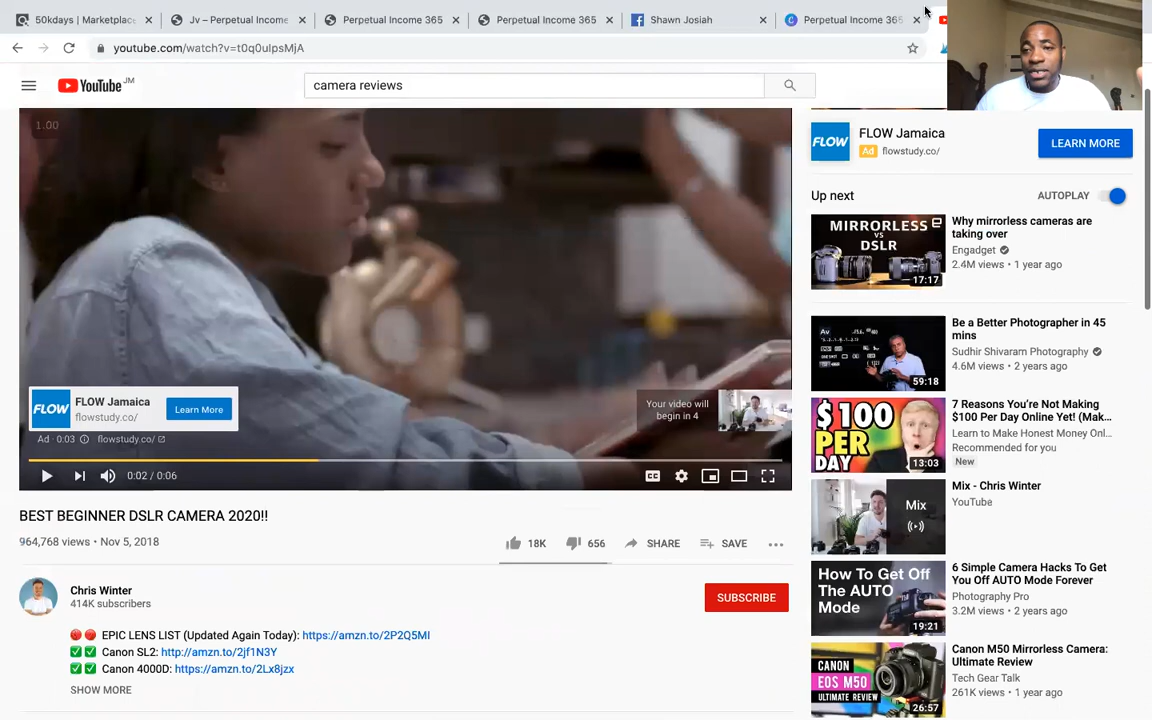 50kdays | Marketplace
Jv – Perpetual Income
Perpetual Income 365
Perpetual Income 365
Shawn Josiah
Perpetual Income 365
youtube.com/watch?v=t0q0uIpsMjA
YouTube JM
camera reviews
1.00
FLOW Jamaica
flowstudy.co/
Learn More
Ad · 0:03 flowstudy.co/
Your video will
begin in 4
0:02 / 0:06
BEST BEGINNER DSLR CAMERA 2020!!
964,768 views • Nov 5, 2018
18K
656
SHARE
SAVE
Chris Winter
414K subscribers
SUBSCRIBE
EPIC LENS LIST (Updated Again Today): https://amzn.to/2P2Q5MI
Canon SL2: http://amzn.to/2jf1N3Y
Canon 4000D: https://amzn.to/2Lx8jzx
SHOW MORE
FLOW
FLOW Jamaica
Ad flowstudy.co/
LEARN MORE
Up next
AUTOPLAY
MIRRORLESS
VS
DSLR
17:17
Why mirrorless cameras are
taking over
Engadget
2.4M views • 1 year ago
59:18
Be a Better Photographer in 45
mins
Sudhir Shivaram Photography
4.6M views • 2 years ago
$100
PER
DAY
13:03
7 Reasons You’re Not Making
$100 Per Day Online Yet! (Mak...
Learn to Make Honest Money Onl...
Recommended for you
New
Mix
Mix - Chris Winter
YouTube
How To Get Off
The AUTO
Mode
19:21
6 Simple Camera Hacks To Get
You Off AUTO Mode Forever
Photography Pro
3.2M views • 2 years ago
CANON
EOS M50
ULTIMATE REVIEW
26:57
Canon M50 Mirrorless Camera:
Ultimate Review
Tech Gear Talk
261K views • 1 year ago